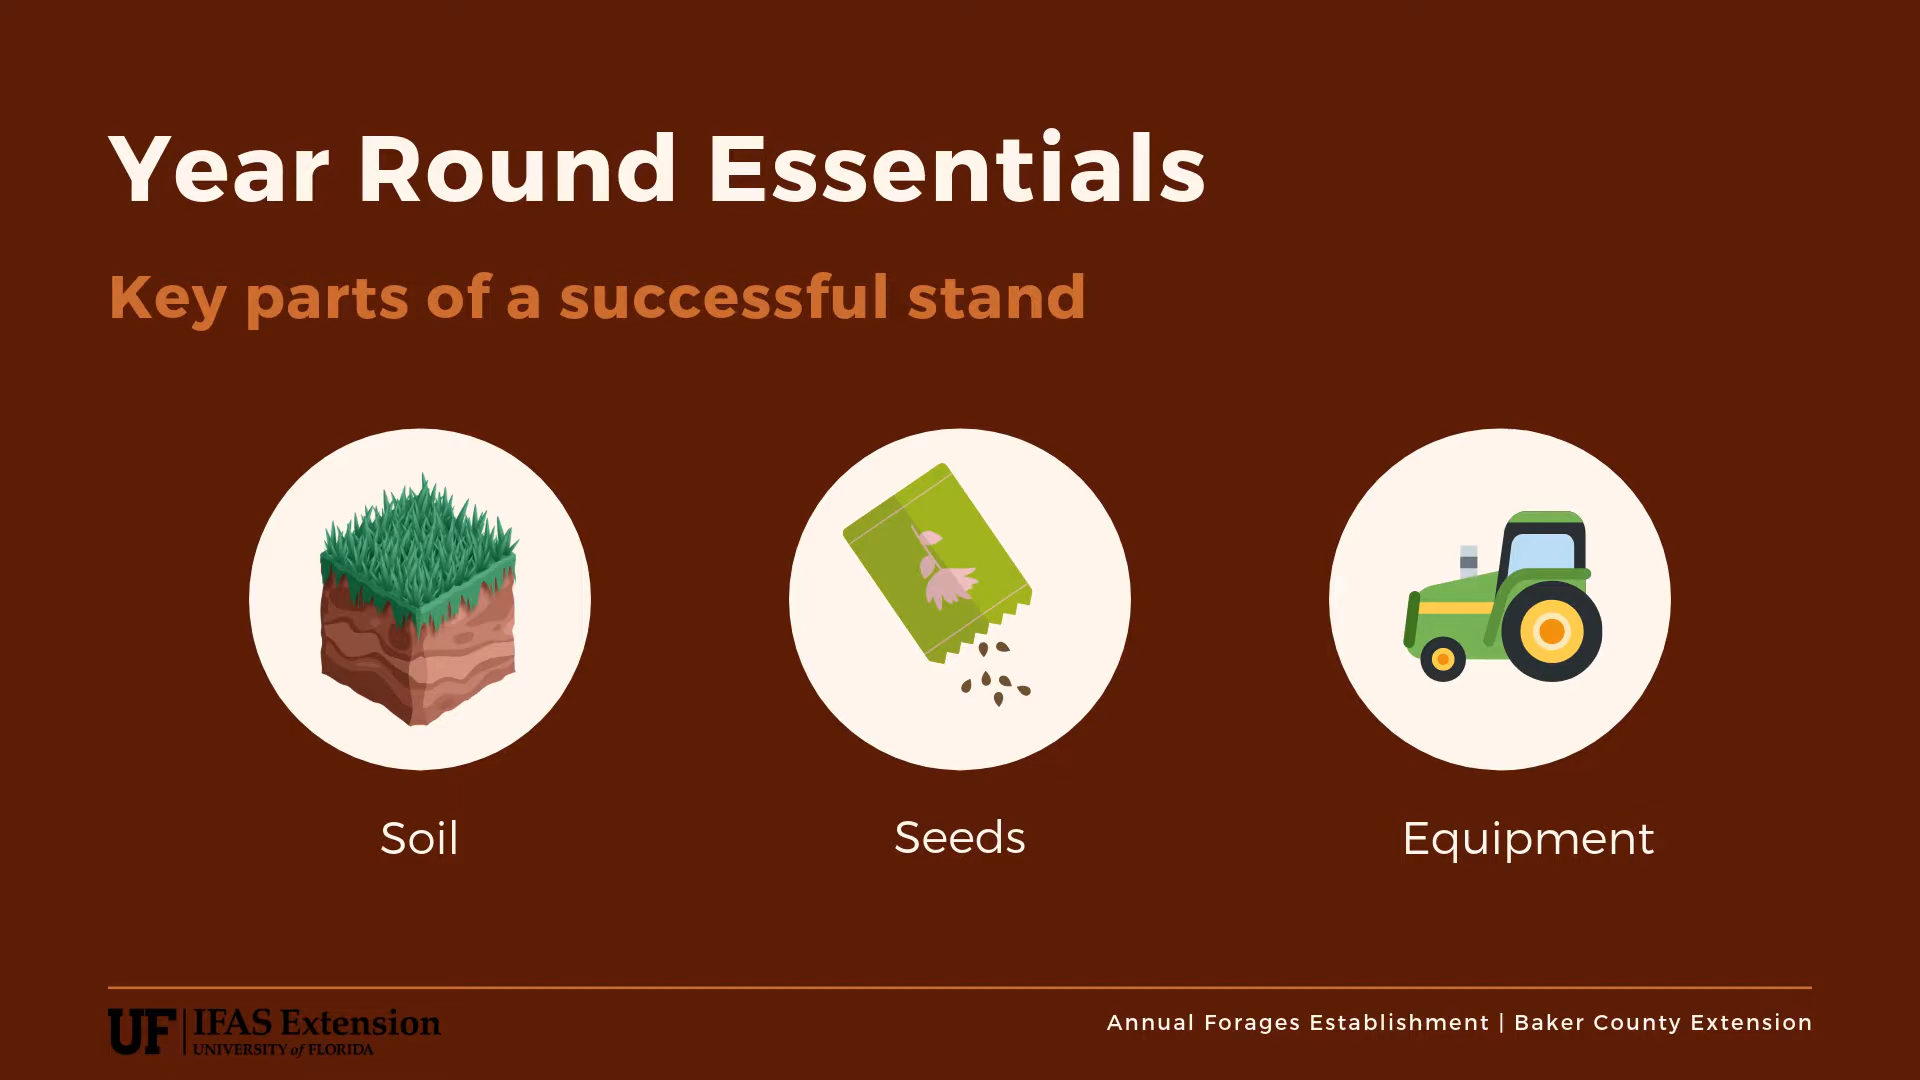 Year Round Essentials
Key parts of a successful stand
Soil
Seeds
Equipment
UF IFAS Extension
UNIVERSITY of FLORIDA
Annual Forages Establishment | Baker County Extension